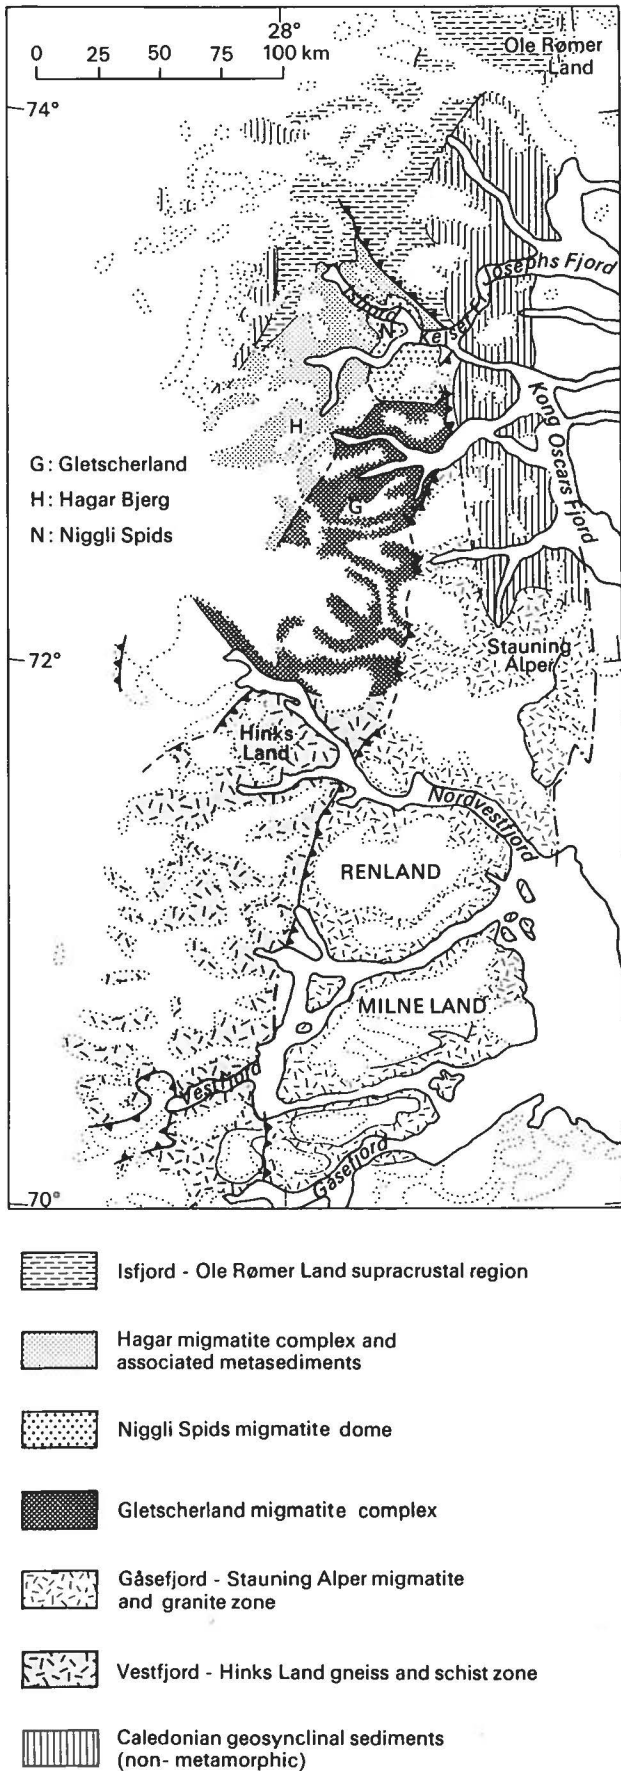 28°
0 25 50 75 100 km
Ole Rømer
Land
74°
Josephs Fjord
Isfjord
Kejser
N
Kong Oscars Fjord
H
G: Gletscherland
H: Hagar Bjerg
N: Niggli Spids
G
Stauning
Alper
72°
Hinks
Land
Nordvestfjord
RENLAND
MILNE LAND
Vestfjord
Gåsefjord
70°
Isfjord - Ole Rømer Land supracrustal region
Hagar migmatite complex and
associated metasediments
Niggli Spids migmatite dome
Gletscherland migmatite complex
Gåsefjord - Stauning Alper migmatite
and granite zone
Vestfjord - Hinks Land gneiss and schist zone
Caledonian geosynclinal sediments
(non- metamorphic)